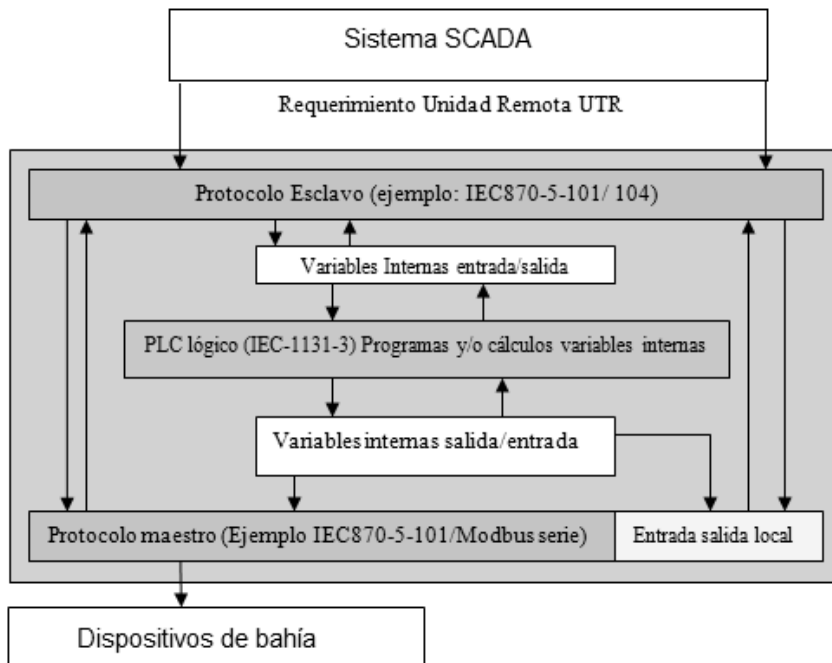 Sistema SCADA
Requerimiento Unidad Remota UTR
Protocolo Esclavo (ejemplo: IEC870-5-101/ 104)
Variables Internas entrada/salida
PLC lógico (IEC-1131-3) Programas y/o cálculos variables internas
Variables internas salida/entrada
Protocolo maestro (Ejemplo IEC870-5-101/Modbus serie)
Entrada salida local
Dispositivos de bahía